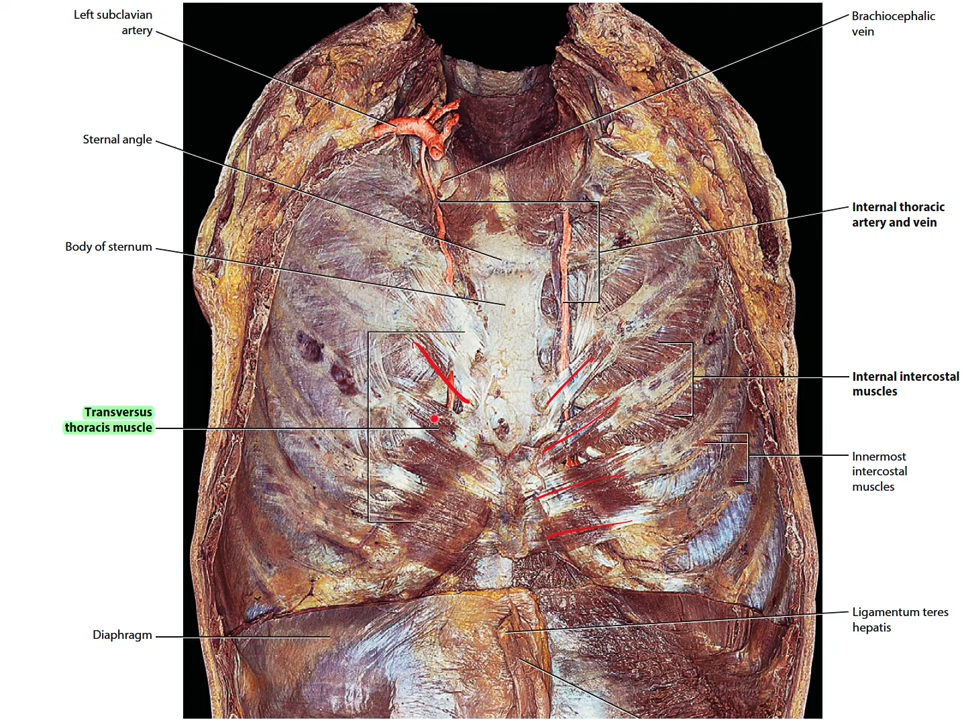 Left subclavian
artery
Sternal angle
Body of sternum
Transversus
thoracis muscle
Diaphragm
Brachiocephalic
vein
Internal thoracic
artery and vein
Internal intercostal
muscles
Innermost
intercostal
muscles
Ligamentum teres
hepatis